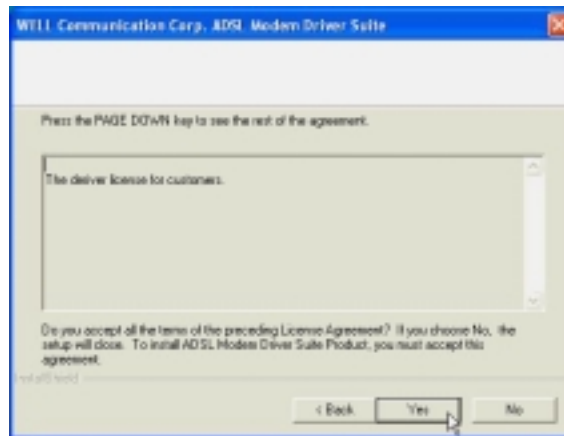 WELL Communication Corp. ADSL Modem Driver Suite
Press the PAGE DOWN key to see the rest of the agreement.
The deriver license for customers.
Do you accept all the terms of the preceding License Agreement? If you choose No, the
setup will close. To install ADSL Modem Driver Suite Product, you must accept this
agreement.
InstallShield
< Back
Yes
No